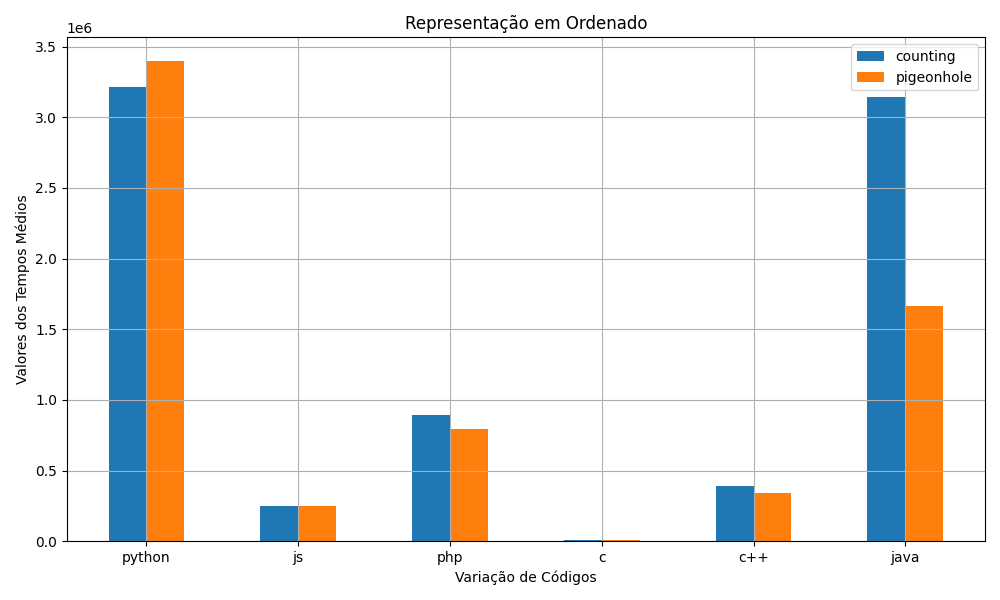 Representação em Ordenado
1e6
counting
pigeonhole
3.5
3.0
2.5
2.0
1.5
1.0
0.5
0.0
Valores dos Tempos Médios
python js php c c++ java
Variação de Códigos